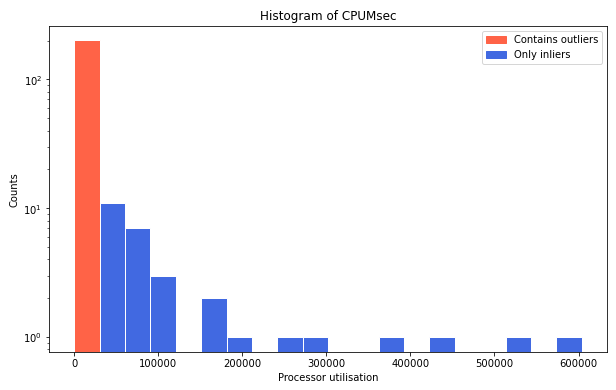 Histogram of CPUMsec
Contains outliers
Only inliers
10²
10¹
10⁰
Counts
0 100000 200000 300000 400000 500000 600000
Processor utilisation